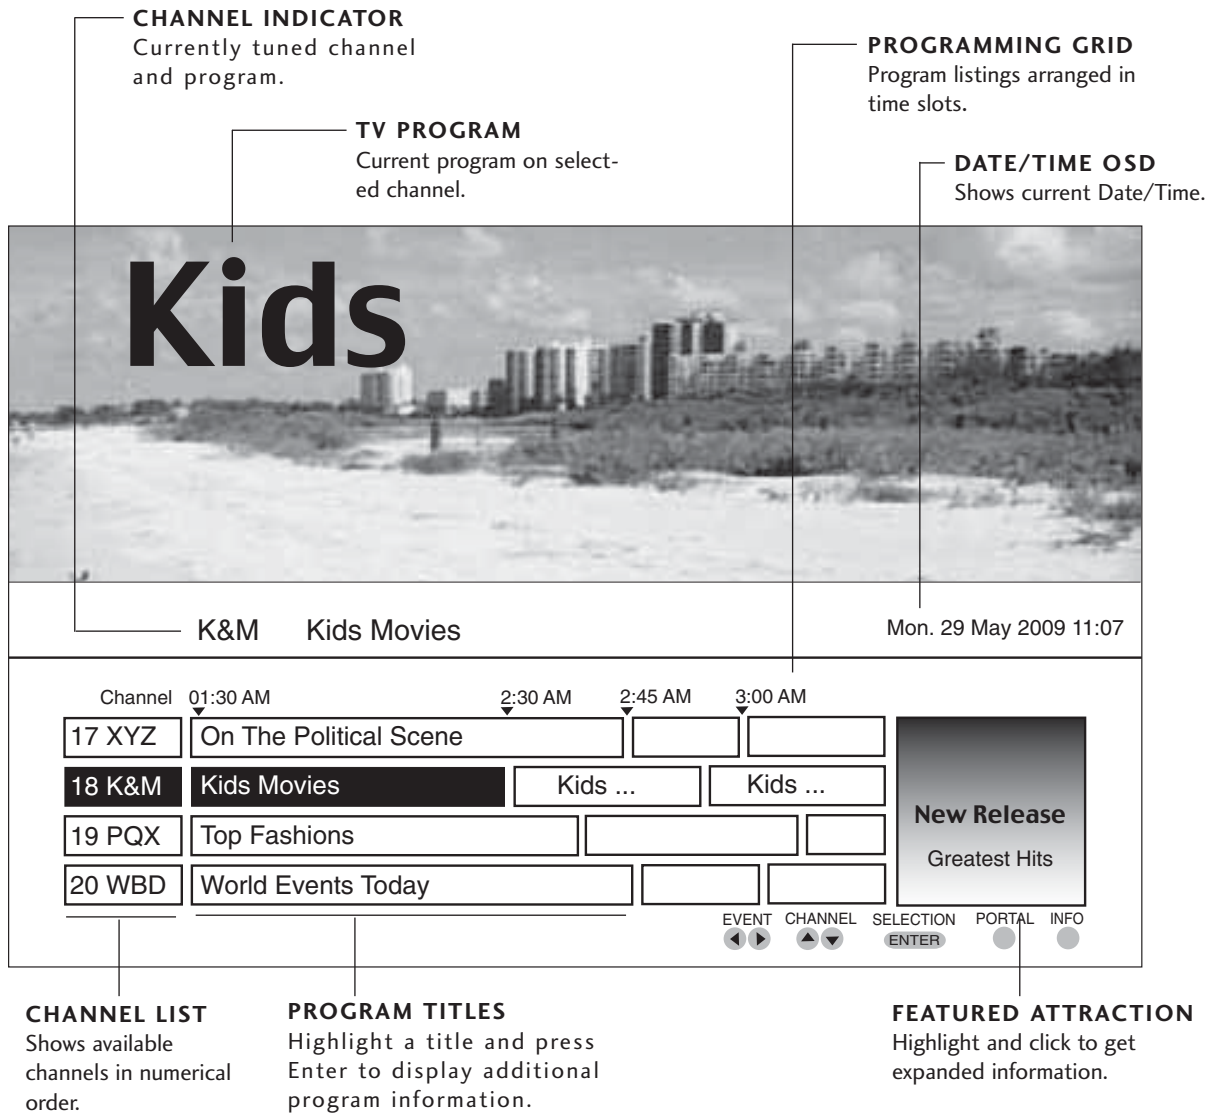 CHANNEL INDICATOR
Currently tuned channel
and program.
PROGRAMMING GRID
Program listings arranged in
time slots.
TV PROGRAM
Current program on select-
ed channel.
DATE/TIME OSD
Shows current Date/Time.
Kids
K&M Kids Movies
Mon. 29 May 2009 11:07
Channel 01:30 AM 2:30 AM 2:45 AM 3:00 AM
17 XYZ On The Political Scene
18 K&M Kids Movies Kids ... Kids ...
19 PQX Top Fashions
20 WBD World Events Today
New Release
Greatest Hits
EVENT CHANNEL SELECTION PORTAL INFO
ENTER
CHANNEL LIST
Shows available
channels in numerical
order.
PROGRAM TITLES
Highlight a title and press
Enter to display additional
program information.
FEATURED ATTRACTION
Highlight and click to get
expanded information.